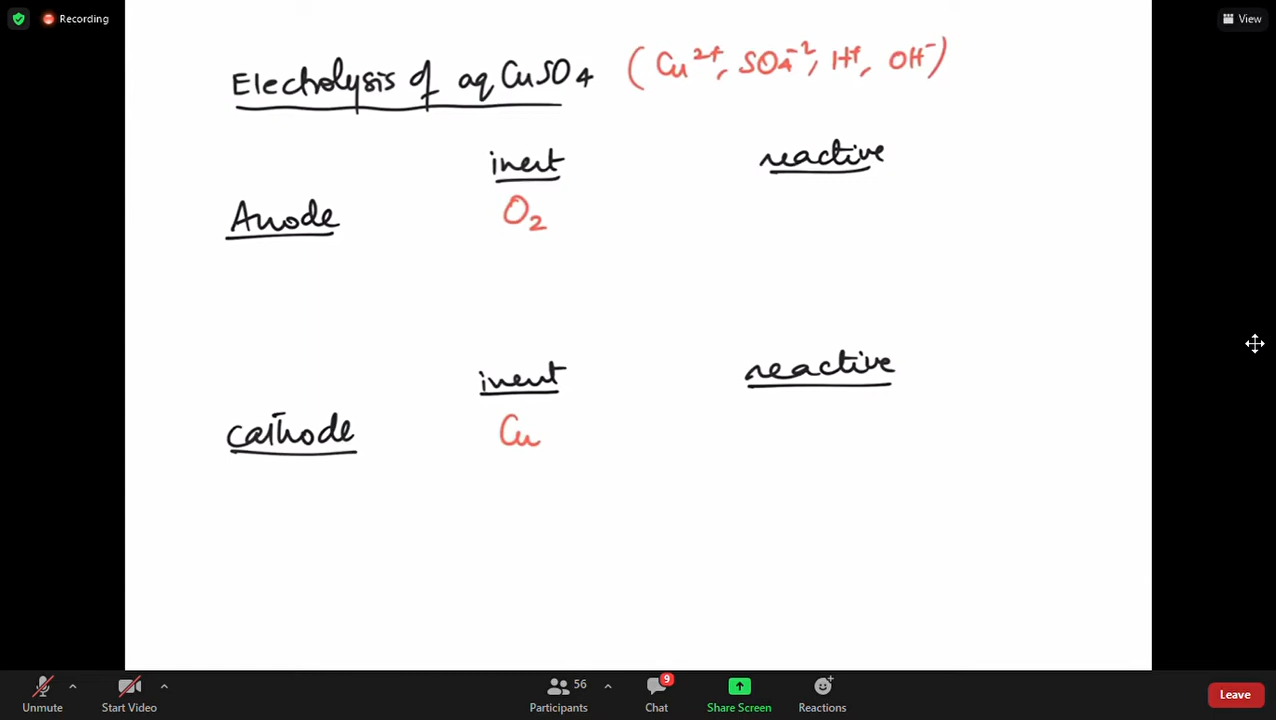 Recording
View
Electrolysis of aq CuSO4 (Cu²⁺, SO4⁻², H⁺, OH⁻)
inert reactive
Anode O2
inert reactive
Cathode Cu
Unmute Start Video 56 Participants 9 Chat Share Screen Reactions Leave